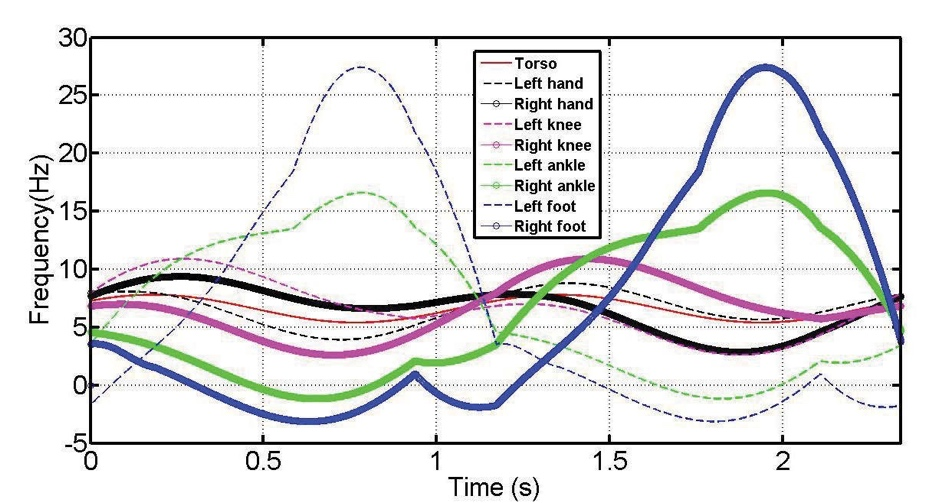 30
25
20
15
10
5
0
-5
Frequency(Hz)
Torso
Left hand
Right hand
Left knee
Right knee
Left ankle
Right ankle
Left foot
Right foot
0 0.5 1 1.5 2
Time (s)